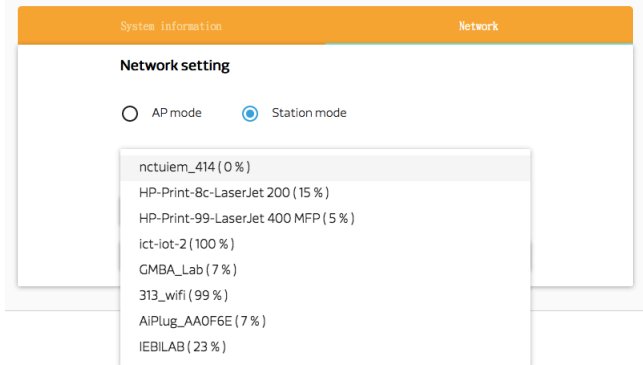 System information
Network
Network setting
AP mode
Station mode
nctuiem_414 ( 0 % )
HP-Print-8c-LaserJet 200 ( 15 % )
HP-Print-99-LaserJet 400 MFP ( 5 % )
ict-iot-2 ( 100 % )
GMBA_Lab ( 7 % )
313_wifi ( 99 % )
AiPlug_AA0F6E ( 7 % )
IEBILAB ( 23 % )